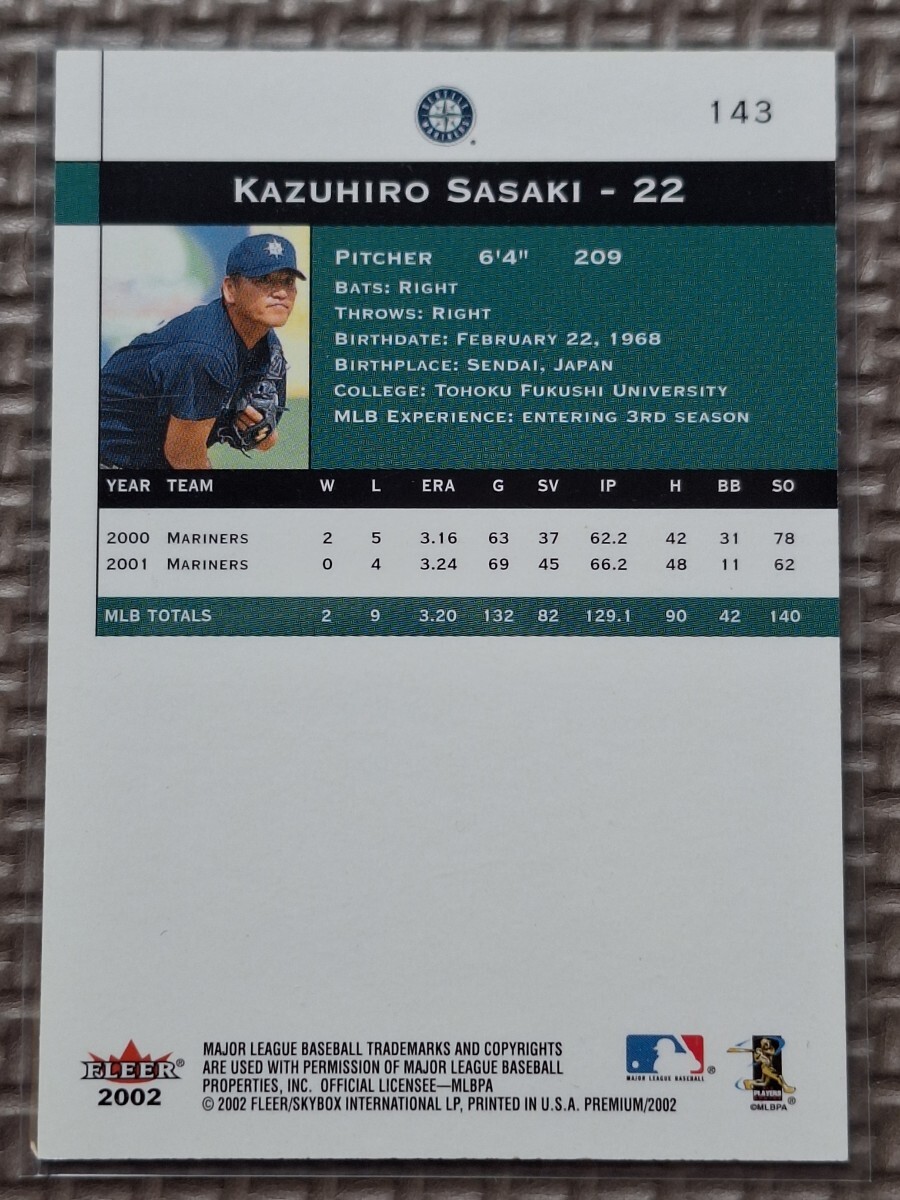 SEATTLE
MARINERS
143
KAZUHIRO SASAKI - 22
PITCHER 6'4" 209
BATS: RIGHT
THROWS: RIGHT
BIRTHDATE: FEBRUARY 22, 1968
BIRTHPLACE: SENDAI, JAPAN
COLLEGE: TOHOKU FUKUSHI UNIVERSITY
MLB EXPERIENCE: ENTERING 3RD SEASON
YEAR TEAM W L ERA G SV IP H BB SO
2000 MARINERS 2 5 3.16 63 37 62.2 42 31 78
2001 MARINERS 0 4 3.24 69 45 66.2 48 11 62
MLB TOTALS 2 9 3.20 132 82 129.1 90 42 140
FLEER®
2002
MAJOR LEAGUE BASEBALL TRADEMARKS AND COPYRIGHTS
ARE USED WITH PERMISSION OF MAJOR LEAGUE BASEBALL
PROPERTIES, INC. OFFICIAL LICENSEE—MLBPA
© 2002 FLEER/SKYBOX INTERNATIONAL LP, PRINTED IN U.S.A. PREMIUM/2002
MAJOR LEAGUE BASEBALL®
PLAYERS®
©MLBPA